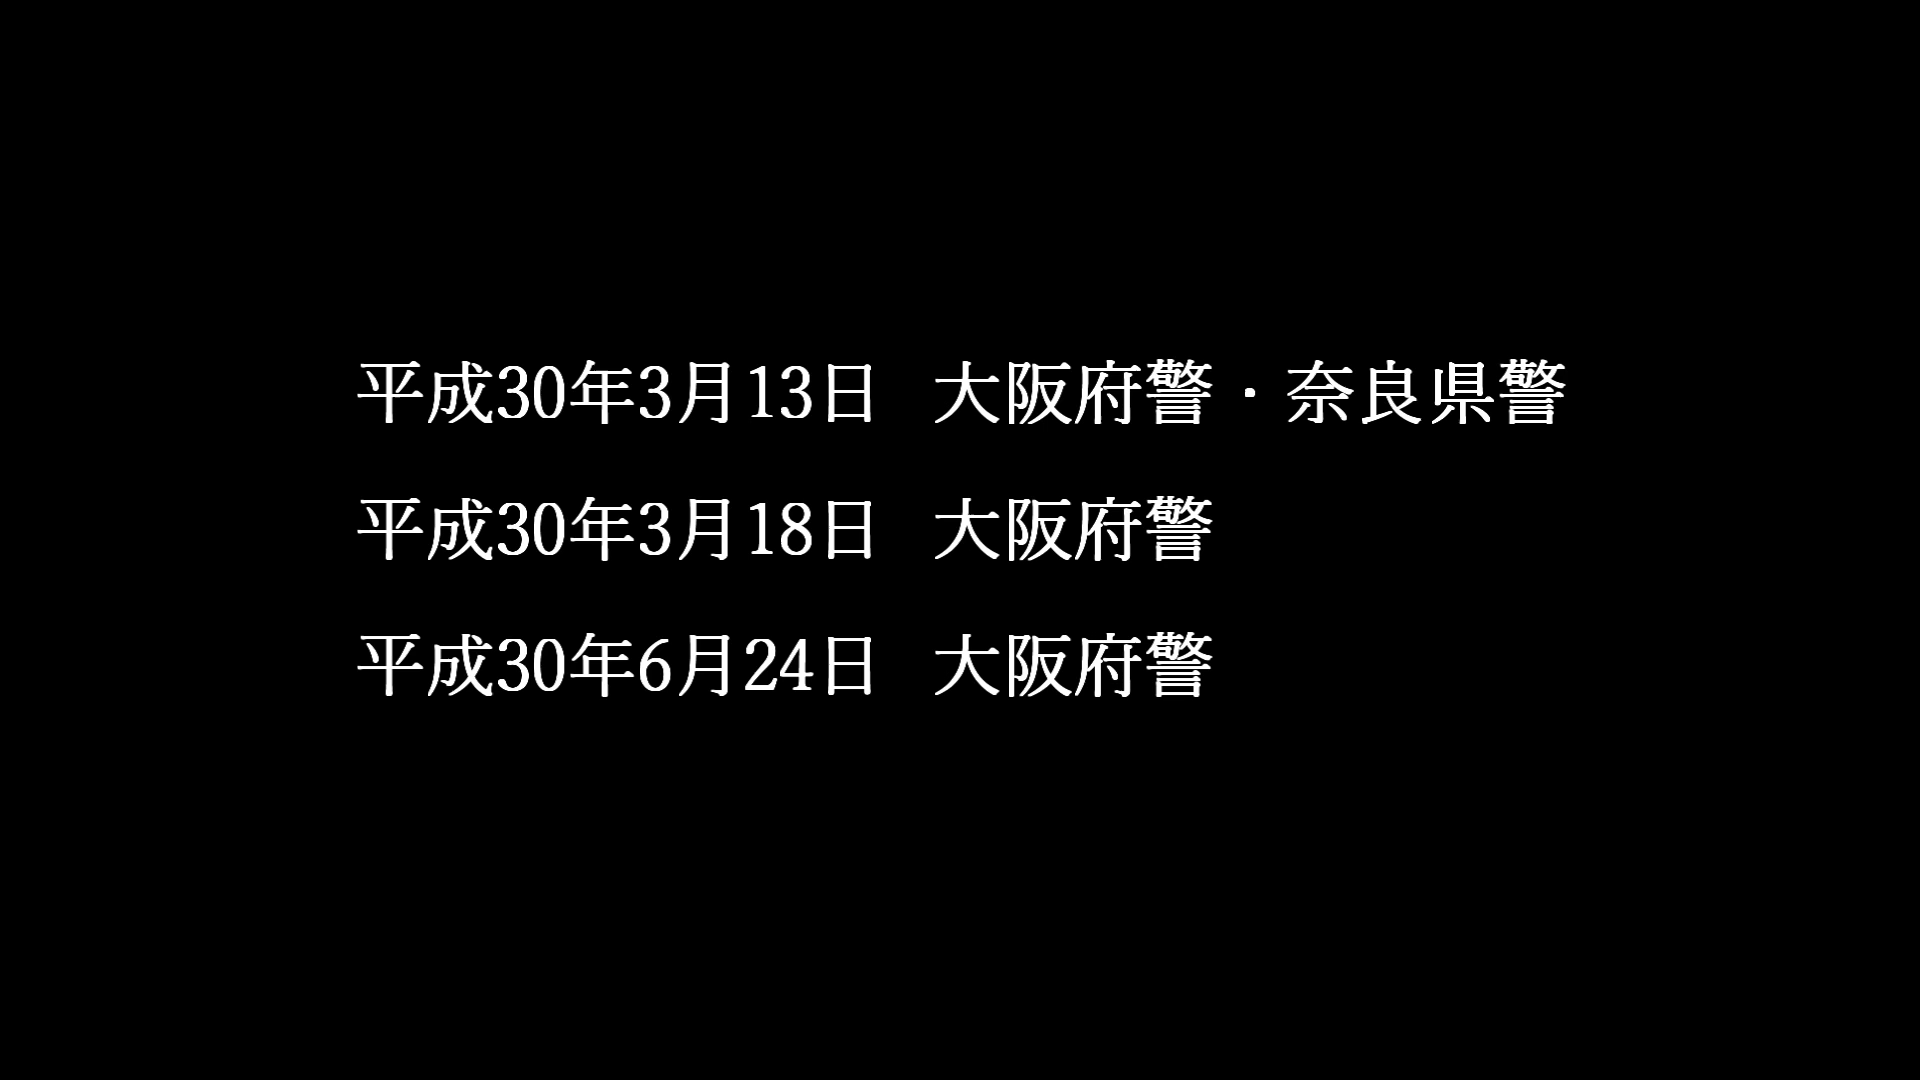 平成30年3月13日 大阪府警・奈良県警
平成30年3月18日 大阪府警
平成30年6月24日 大阪府警